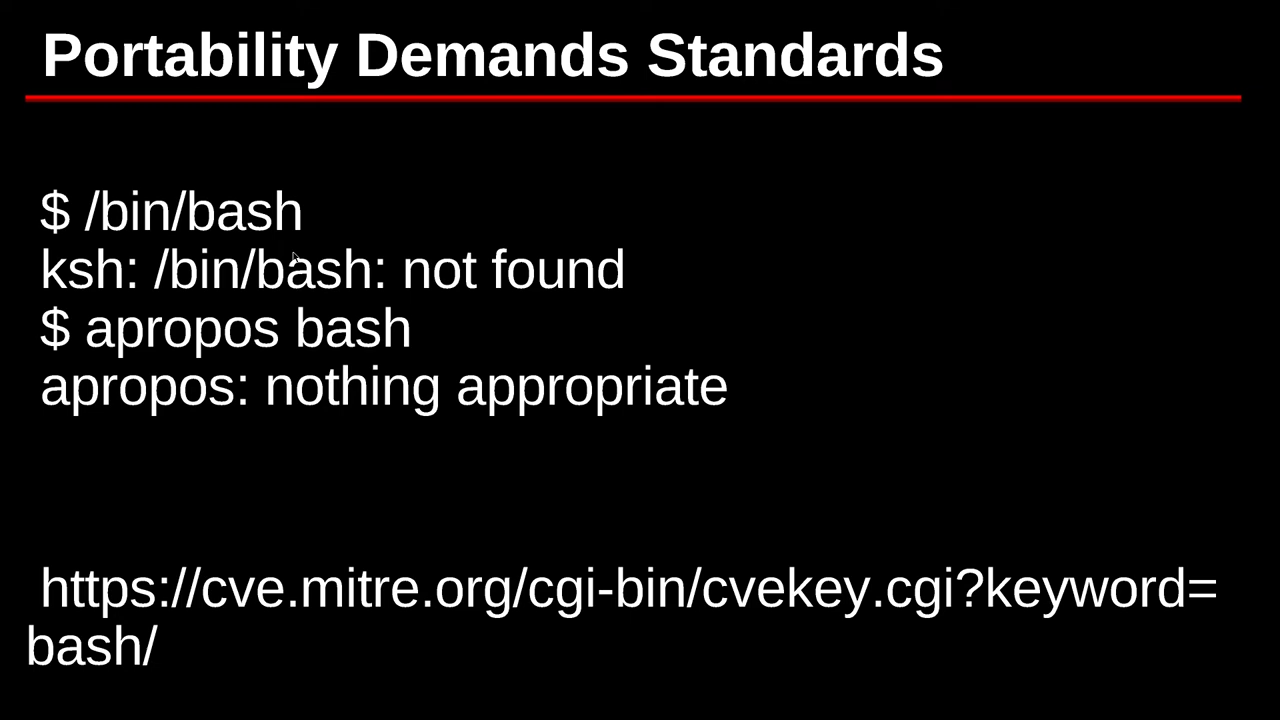 Portability Demands Standards
$ /bin/bash
ksh: /bin/bash: not found
$ apropos bash
apropos: nothing appropriate
https://cve.mitre.org/cgi-bin/cvekey.cgi?keyword=
bash/